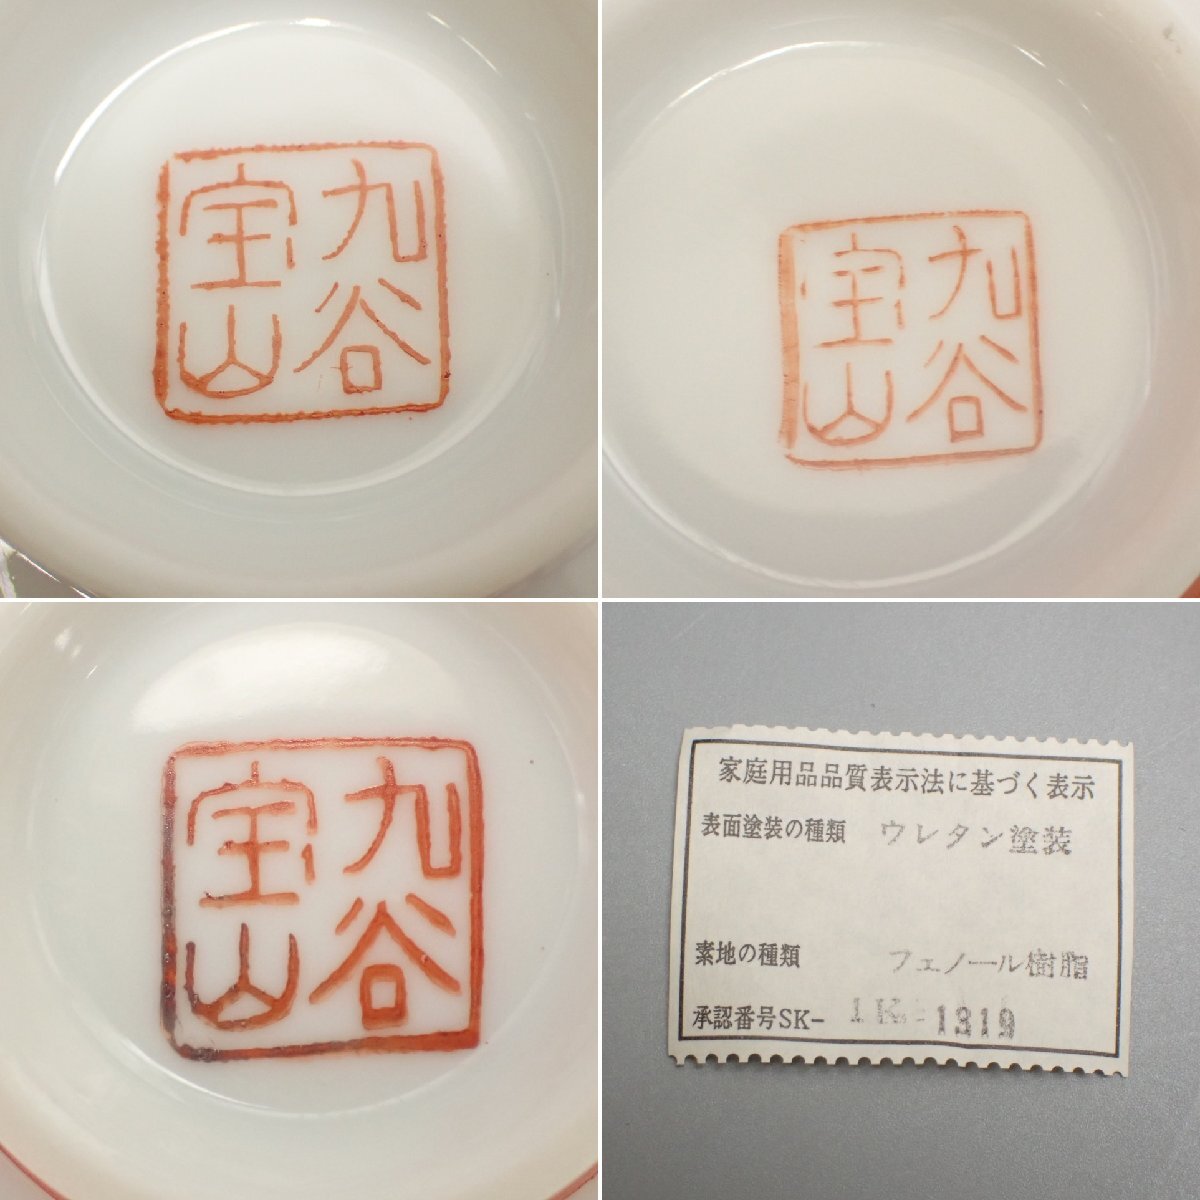 九谷
宝山
九谷
宝山
九谷
宝山
家庭用品品質表示法に基づく表示
表面塗装の種類 ウレタン塗装
素地の種類 フェノール樹脂
承認番号SK- 1319